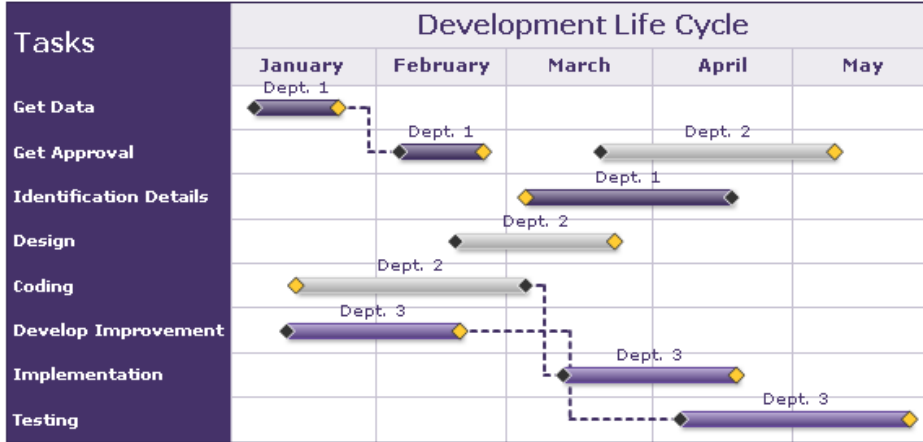 Tasks
Development Life Cycle
January February March April May
Dept. 1
Get Data
Dept. 1 Dept. 2
Get Approval
Dept. 1
Identification Details
Dept. 2
Design
Dept. 2
Coding
Dept. 3
Develop Improvement
Dept. 3
Implementation
Dept. 3
Testing